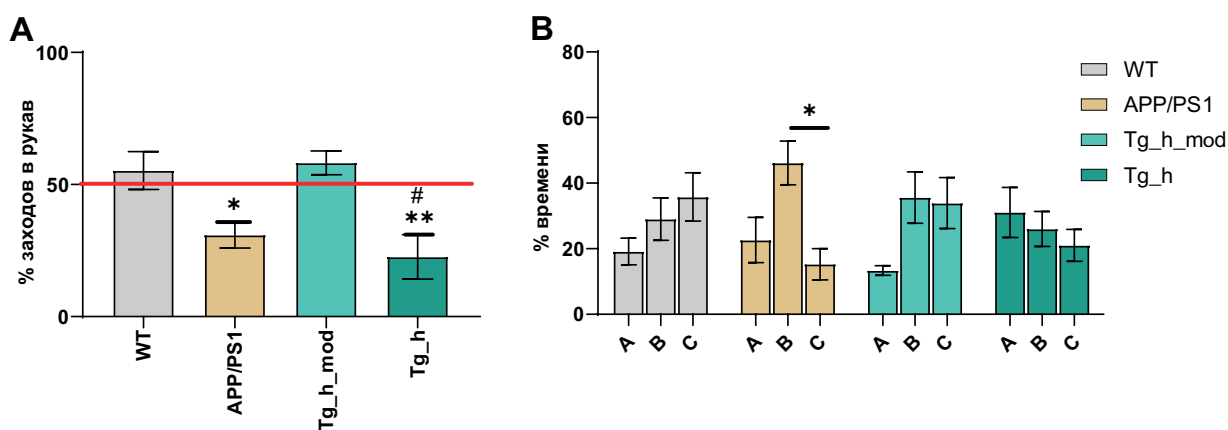 A
% заходов в рукав
100
50
0
*
#
**
WT
APP/PS1
Tg_h_mod
Tg_h
B
% времени
80
60
40
20
0
*
A B C A B C A B C A B C
WT
APP/PS1
Tg_h_mod
Tg_h